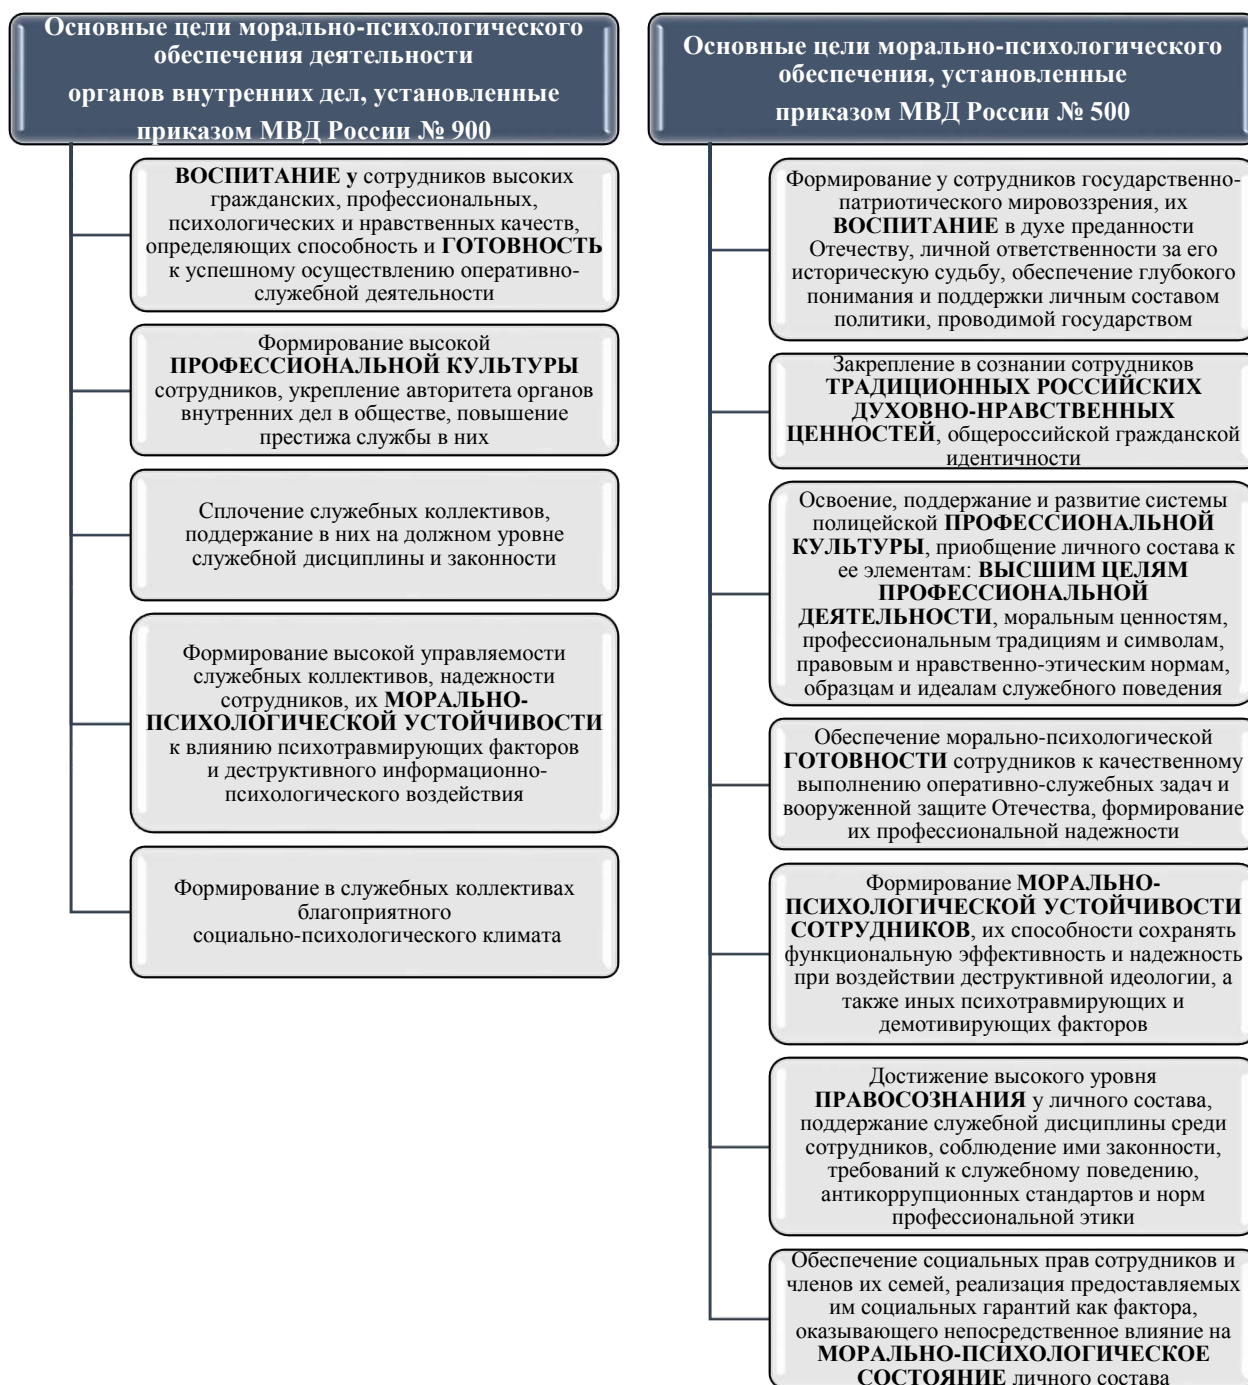 Основные цели морально-психологического
обеспечения деятельности
органов внутренних дел, установленные
приказом МВД России № 900
ВОСПИТАНИЕ у сотрудников высоких
гражданских, профессиональных,
психологических и нравственных качеств,
определяющих способность и ГОТОВНОСТЬ
к успешному осуществлению оперативно-
служебной деятельности
Формирование высокой
ПРОФЕССИОНАЛЬНОЙ КУЛЬТУРЫ
сотрудников, укрепление авторитета органов
внутренних дел в обществе, повышение
престижа службы в них
Сплочение служебных коллективов,
поддержание в них на должном уровне
служебной дисциплины и законности
Формирование высокой управляемости
служебных коллективов, надежности
сотрудников, их МОРАЛЬНО-
ПСИХОЛОГИЧЕСКОЙ УСТОЙЧИВОСТИ
к влиянию психотравмирующих факторов
и деструктивного информационно-
психологического воздействия
Формирование в служебных коллективах
благоприятного
социально-психологического климата
Основные цели морально-психологического
обеспечения, установленные
приказом МВД России № 500
Формирование у сотрудников государственно-
патриотического мировоззрения, их
ВОСПИТАНИЕ в духе преданности
Отечеству, личной ответственности за его
историческую судьбу, обеспечение глубокого
понимания и поддержки личным составом
политики, проводимой государством
Закрепление в сознании сотрудников
ТРАДИЦИОННЫХ РОССИЙСКИХ
ДУХОВНО-НРАВСТВЕННЫХ
ЦЕННОСТЕЙ, общероссийской гражданской
идентичности
Освоение, поддержание и развитие системы
полицейской ПРОФЕССИОНАЛЬНОЙ
КУЛЬТУРЫ, приобщение личного состава к
ее элементам: ВЫСШИМ ЦЕЛЯМ
ПРОФЕССИОНАЛЬНОЙ
ДЕЯТЕЛЬНОСТИ, моральным ценностям,
профессиональным традициям и символам,
правовым и нравственно-этическим нормам,
образцам и идеалам служебного поведения
Обеспечение морально-психологической
ГОТОВНОСТИ сотрудников к качественному
выполнению оперативно-служебных задач и
вооруженной защите Отечества, формирование
их профессиональной надежности
Формирование МОРАЛЬНО-
ПСИХОЛОГИЧЕСКОЙ УСТОЙЧИВОСТИ
СОТРУДНИКОВ, их способности сохранять
функциональную эффективность и надежность
при воздействии деструктивной идеологии, а
также иных психотравмирующих и
демотивирующих факторов
Достижение высокого уровня
ПРАВОСОЗНАНИЯ у личного состава,
поддержание служебной дисциплины среди
сотрудников, соблюдение ими законности,
требований к служебному поведению,
антикоррупционных стандартов и норм
профессиональной этики
Обеспечение социальных прав сотрудников и
членов их семей, реализация предоставляемых
им социальных гарантий как фактора,
оказывающего непосредственное влияние на
МОРАЛЬНО-ПСИХОЛОГИЧЕСКОЕ
СОСТОЯНИЕ личного состава